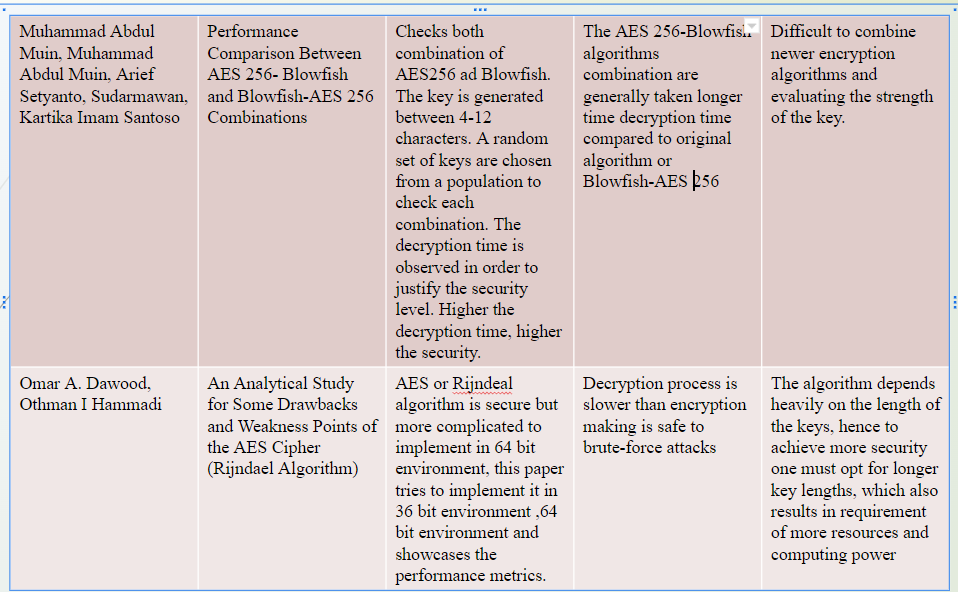 Muhammad Abdul
Muin, Muhammad
Abdul Muin, Arief
Setyanto, Sudarmawan,
Kartika Imam Santoso
Performance
Comparison Between
AES 256- Blowfish
and Blowfish-AES 256
Combinations
Checks both
combination of
AES256 ad Blowfish.
The key is generated
between 4-12
characters. A random
set of keys are chosen
from a population to
check each
combination. The
decryption time is
observed in order to
justify the security
level. Higher the
decryption time, higher
the security.
The AES 256-Blowfish
algorithms
combination are
generally taken longer
time decryption time
compared to original
algorithm or
Blowfish-AES 256
Difficult to combine
newer encryption
algorithms and
evaluating the strength
of the key.
Omar A. Dawood,
Othman I Hammadi
An Analytical Study
for Some Drawbacks
and Weakness Points of
the AES Cipher
(Rijndael Algorithm)
AES or Rijndeal
algorithm is secure but
more complicated to
implement in 64 bit
environment, this paper
tries to implement it in
36 bit environment ,64
bit environment and
showcases the
performance metrics.
Decryption process is
slower than encryption
making is safe to
brute-force attacks
The algorithm depends
heavily on the length of
the keys, hence to
achieve more security
one must opt for longer
key lengths, which also
results in requirement
of more resources and
computing power